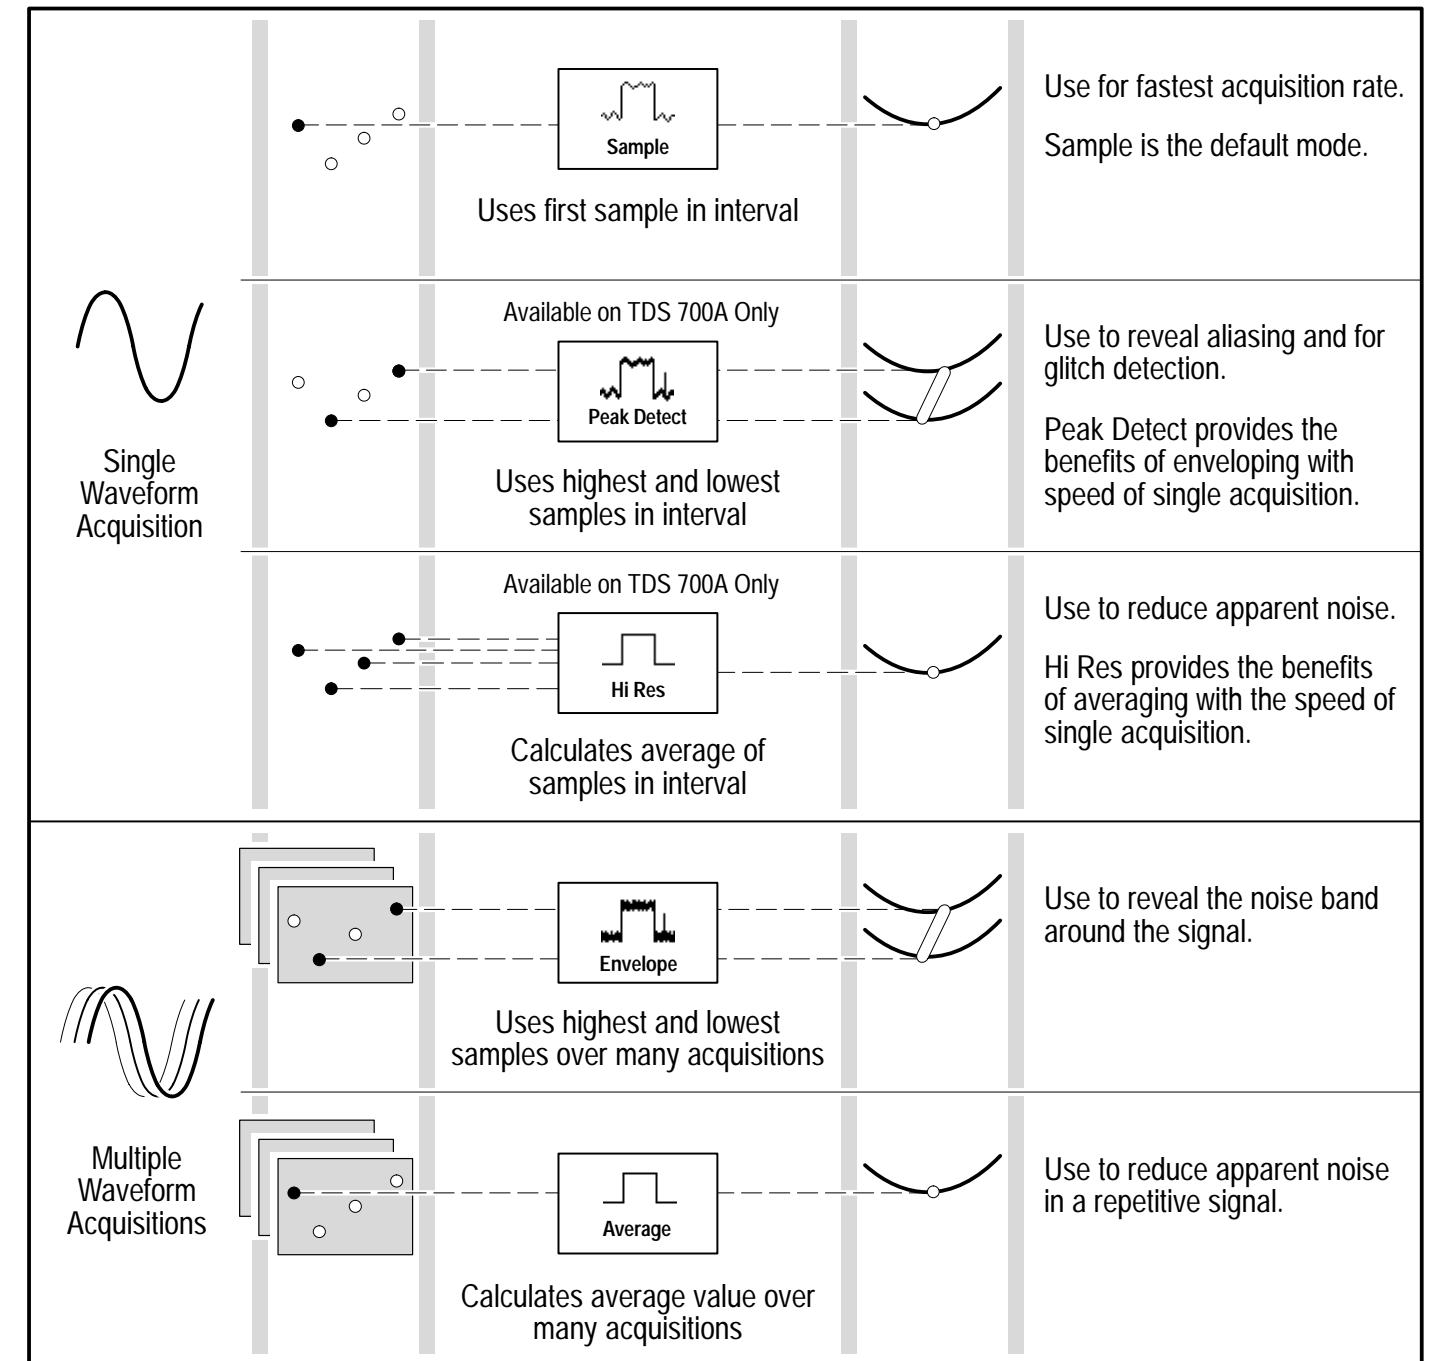 Use for fastest acquisition rate.
Sample is the default mode.
Sample
Uses first sample in interval
Single
Waveform
Acquisition
Available on TDS 700A Only
Peak Detect
Uses highest and lowest
samples in interval
Use to reveal aliasing and for
glitch detection.
Peak Detect provides the
benefits of enveloping with
speed of single acquisition.
Available on TDS 700A Only
Hi Res
Calculates average of
samples in interval
Use to reduce apparent noise.
Hi Res provides the benefits
of averaging with the speed of
single acquisition.
Multiple
Waveform
Acquisitions
Envelope
Uses highest and lowest
samples over many acquisitions
Use to reveal the noise band
around the signal.
Average
Calculates average value over
many acquisitions
Use to reduce apparent noise
in a repetitive signal.